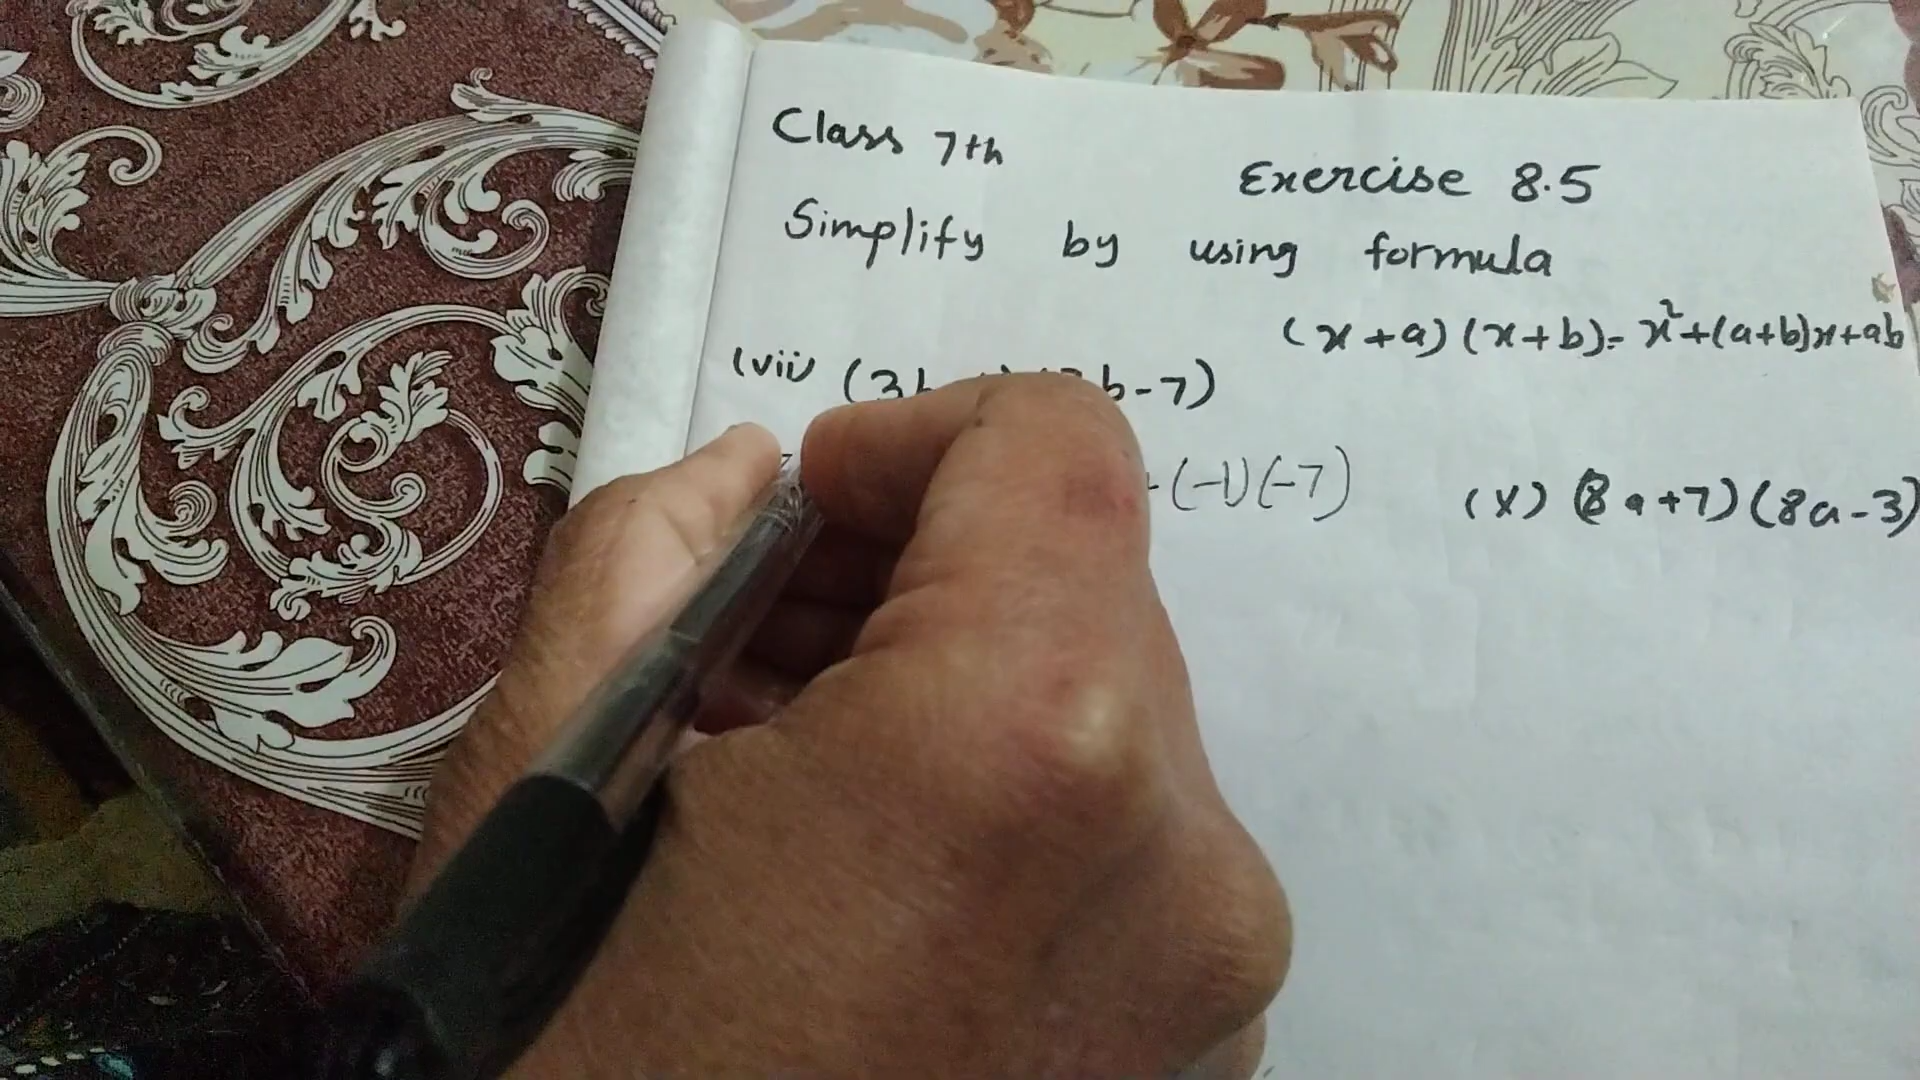 Class 7th
Exercise 8.5
Simplify by using formula
(x+a)(x+b)= x²+(a+b)x+ab
(vii) (3b b-7)
(-1)(-7)
(x) (8a+7)(8a-3)